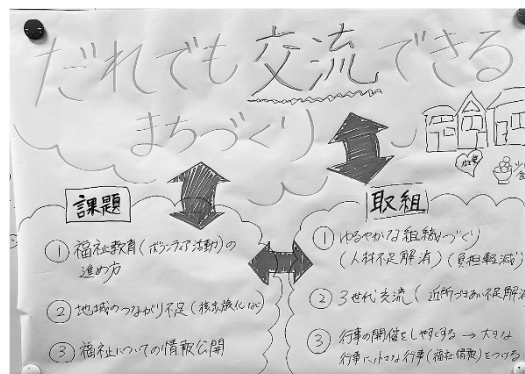 だれでも交流できる
まちづくり
課題
① 福祉教育(ボランティア活動)の
進め方
② 地域のつながり不足(核家族化など)
③ 福祉についての情報公開
取組
① ゆるやかな組織づくり
(人材不足解消)(負担軽減)
② 3世代交流(近所づきあい不足解消
③ 行事の開催をしやすくする → 大きな
行事に小さな行事(福祉情報)をつける